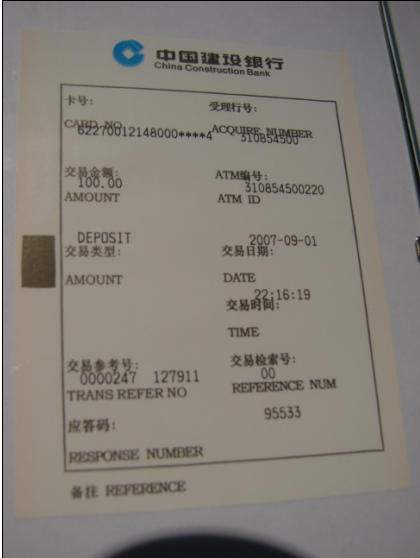 中国建设银行
China Construction Bank
卡号: 受理行号:
CARD NO ACQUIRE NUMBER
62270012148000****4 310854500
交易金额: ATM编号:
100.00 310854500220
AMOUNT ATM ID
DEPOSIT 2007-09-01
交易类型: 交易日期:
AMOUNT DATE
22:16:19
交易时间:
TIME
交易参考号: 交易检索号:
0000247 127911 00
TRANS REFER NO REFERENCE NUM
95533
应答码:
RESPONSE NUMBER
备注 REFERENCE